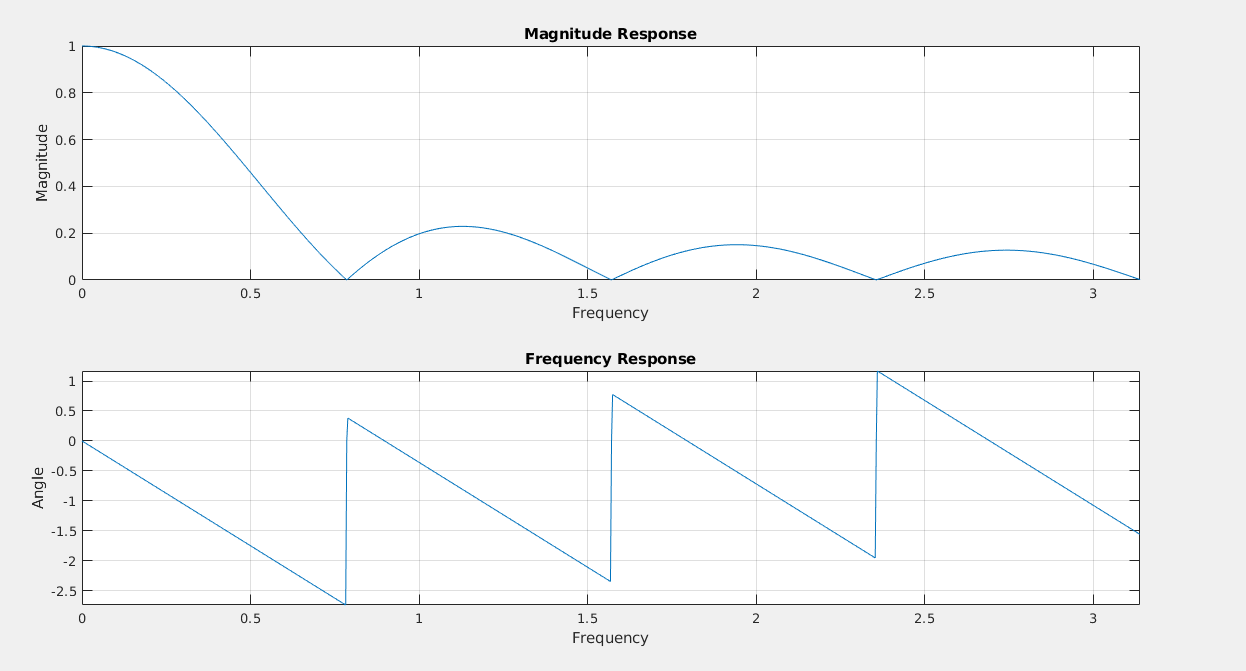 Magnitude Response
1
0.8
0.6
0.4
0.2
0
Magnitude
0 0.5 1 1.5 2 2.5 3
Frequency
Frequency Response
1
0.5
0
-0.5
-1
-1.5
-2
-2.5
Angle
0 0.5 1 1.5 2 2.5 3
Frequency